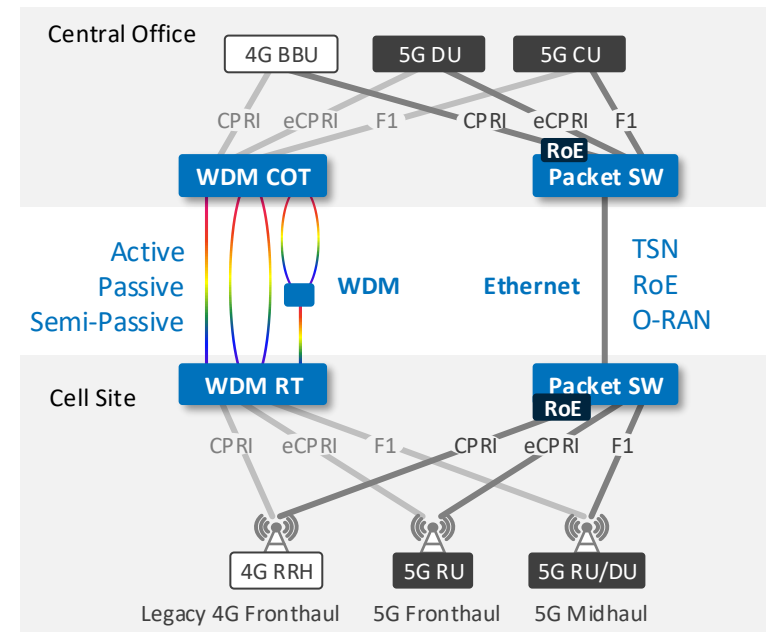 Central Office
4G BBU
5G DU
5G CU
CPRI
eCPRI
F1
CPRI
eCPRI
F1
RoE
WDM COT
Packet SW
Active
Passive
Semi-Passive
WDM
Ethernet
TSN
RoE
O-RAN
WDM RT
Packet SW
RoE
Cell Site
CPRI
eCPRI
F1
CPRI
eCPRI
F1
4G RRH
5G RU
5G RU/DU
Legacy 4G Fronthaul
5G Fronthaul
5G Midhaul